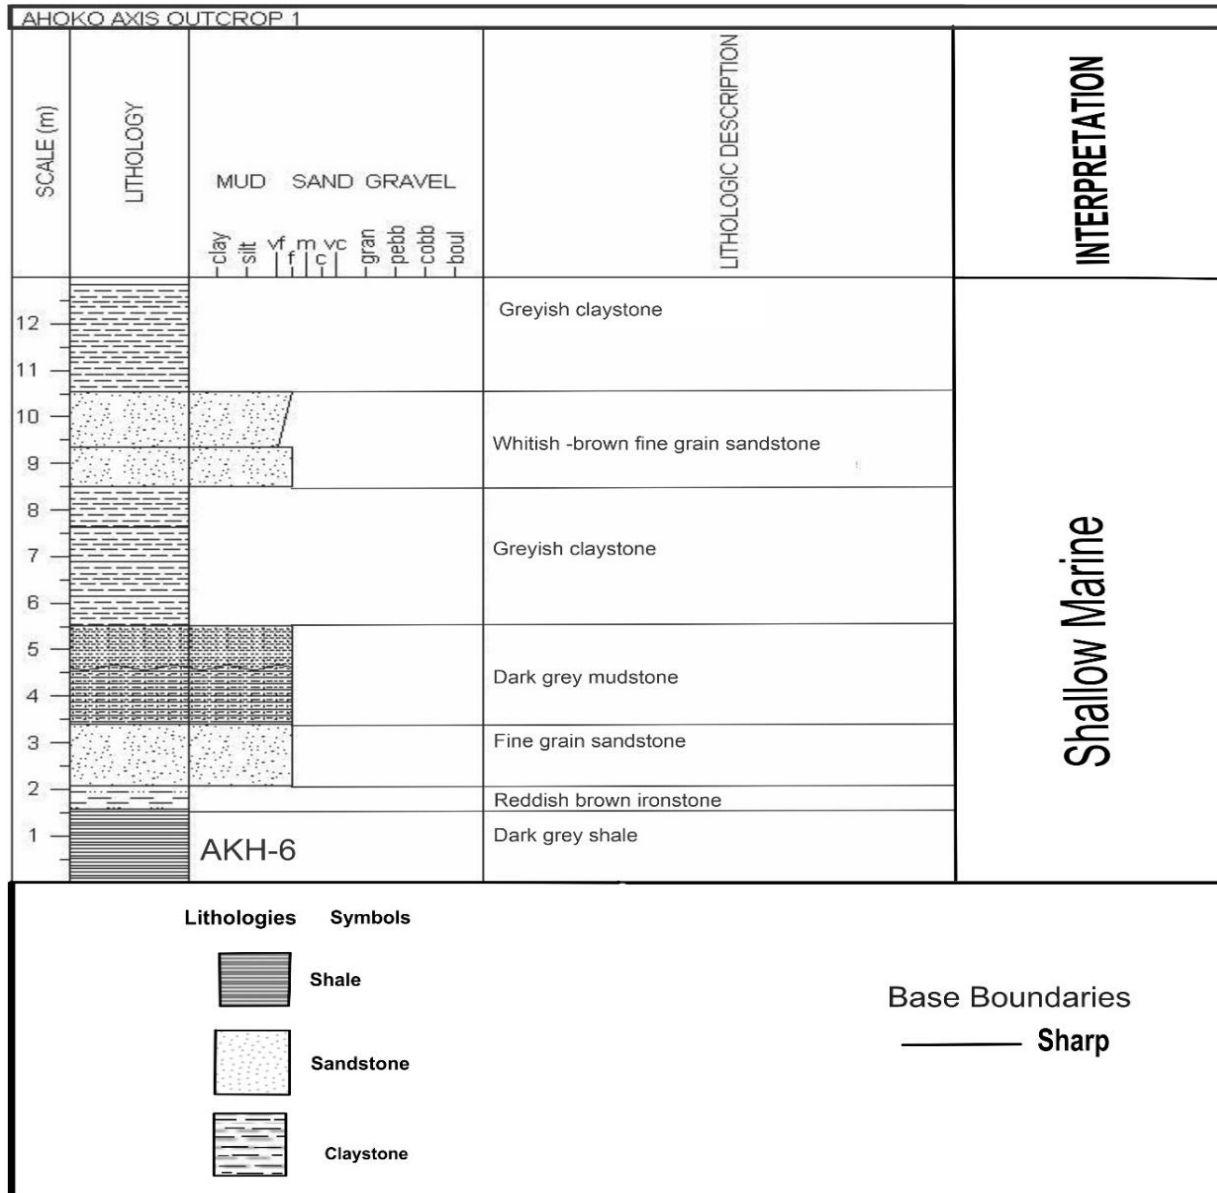 AHOKO AXIS OUTCROP 1
SCALE (m)
LITHOLOGY
MUD SAND GRAVEL
clay
silt
vf
f
m
c
vc
gran
pebb
cobb
boul
LITHOLOGIC DESCRIPTION
INTERPRETATION
12
11
10
9
8
7
6
5
4
3
2
1
Greyish claystone
Whitish -brown fine grain sandstone
Greyish claystone
Dark grey mudstone
Fine grain sandstone
Reddish brown ironstone
Dark grey shale
AKH-6
Shallow Marine
Lithologies Symbols
Shale
Sandstone
Claystone
Base Boundaries
Sharp